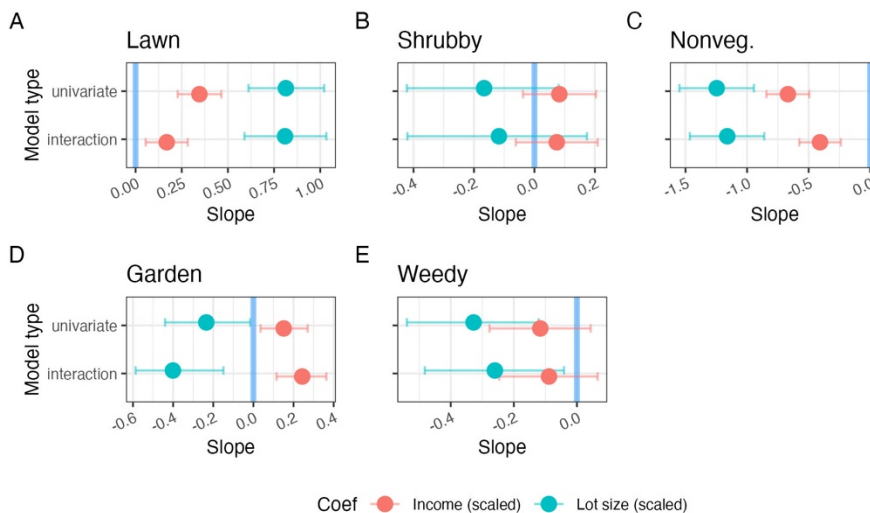 A
Lawn
Model type
univariate
interaction
0.00 0.25 0.50 0.75 1.00
Slope
B
Shrubby
-0.4 -0.2 0.0 0.2
Slope
C
Nonveg.
-1.5 -1.0 -0.5 0.
Slope
D
Garden
Model type
univariate
interaction
-0.6 -0.4 -0.2 0.0 0.2 0.4
Slope
E
Weedy
-0.4 -0.2 0.0
Slope
Coef Income (scaled) Lot size (scaled)